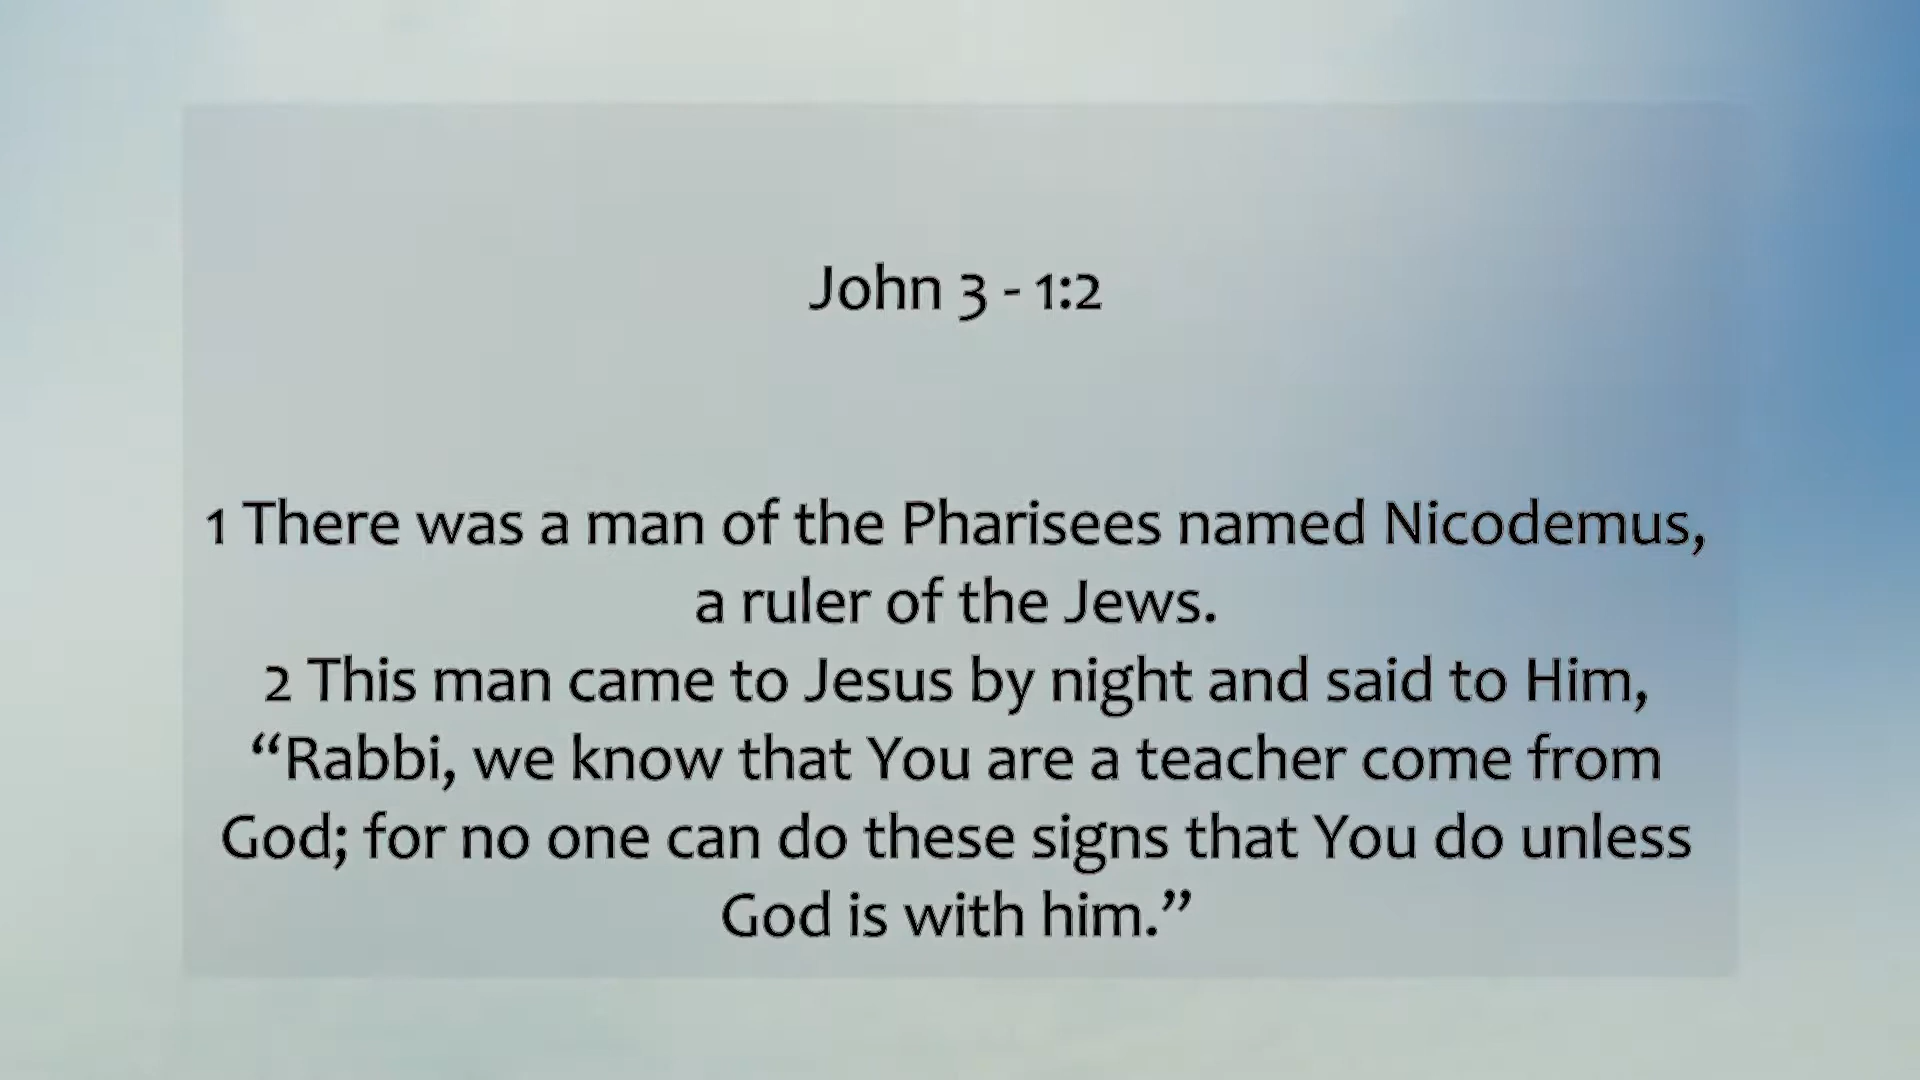 John 3 - 1:2
1 There was a man of the Pharisees named Nicodemus,
a ruler of the Jews.
2 This man came to Jesus by night and said to Him,
“Rabbi, we know that You are a teacher come from
God; for no one can do these signs that You do unless
God is with him.”